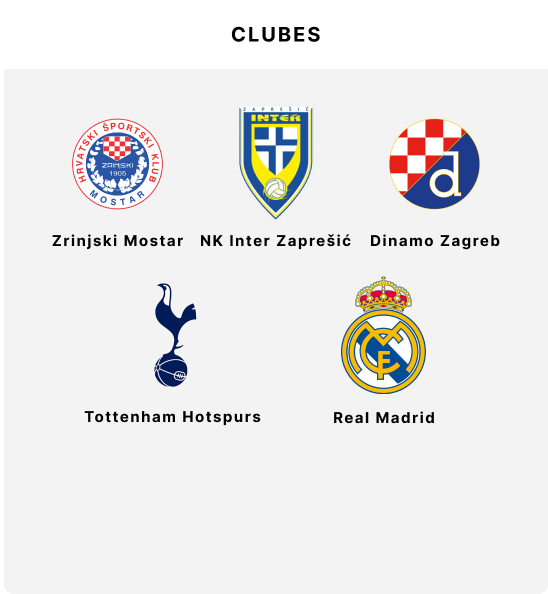 CLUBES
HRVATSKI ŠPORTSKI KLUB
ZRINJSKI
1905
MOSTAR
ZAPREŠIĆ
INTER
d
Zrinjski Mostar
NK Inter Zaprešić
Dinamo Zagreb
Tottenham Hotspurs
Real Madrid